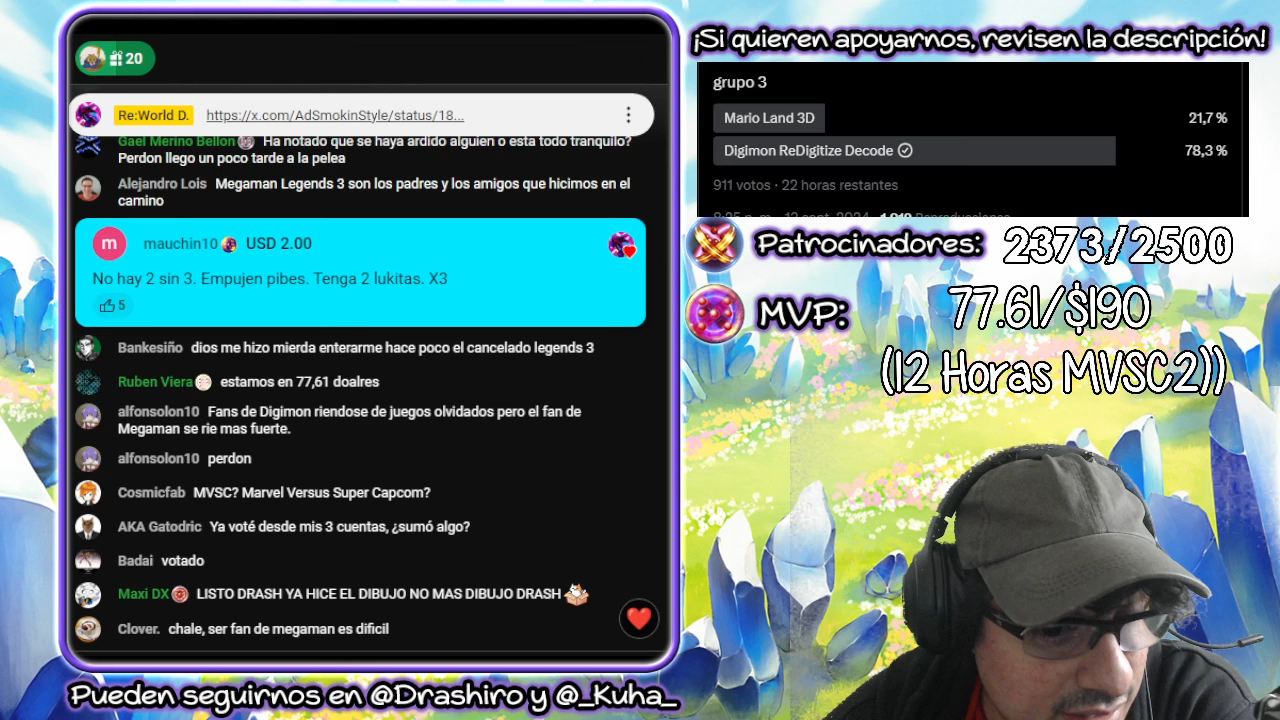 ¡Si quieren apoyarnos, revisen la descripción!
20
Re:World D. https://x.com/AdSmokinStyle/status/18...
Gael Merino Bellon Ha notado que se haya ardido alguien o esta todo tranquilo?
Perdon llego un poco tarde a la pelea
Alejandro Lois Megaman Legends 3 son los padres y los amigos que hicimos en el
camino
m mauchin10 USD 2.00
No hay 2 sin 3. Empujen pibes. Tenga 2 lukitas. X3
5
Bankesiño dios me hizo mierda enterarme hace poco el cancelado legends 3
Ruben Viera estamos en 77,61 doalres
alfonsolon10 Fans de Digimon riendose de juegos olvidados pero el fan de
Megaman se rie mas fuerte.
alfonsolon10 perdon
Cosmicfab MVSC? Marvel Versus Super Capcom?
AKA Gatodric Ya voté desde mis 3 cuentas, ¿sumó algo?
Badai votado
Maxi DX LISTO DRASH YA HICE EL DIBUJO NO MAS DIBUJO DRASH
Clover. chale, ser fan de megaman es dificil
grupo 3
Mario Land 3D 21,7 %
Digimon ReDigitize Decode 78,3 %
911 votos · 22 horas restantes
8:25 p. m. · 12 sept. 2024 · 1.919 Reproducciones
Patrocinadores: 2373/2500
MVP: 77.61/$190
(12 Horas MVSC2))
Pueden seguirnos en @Drashiro y @_Kuha_